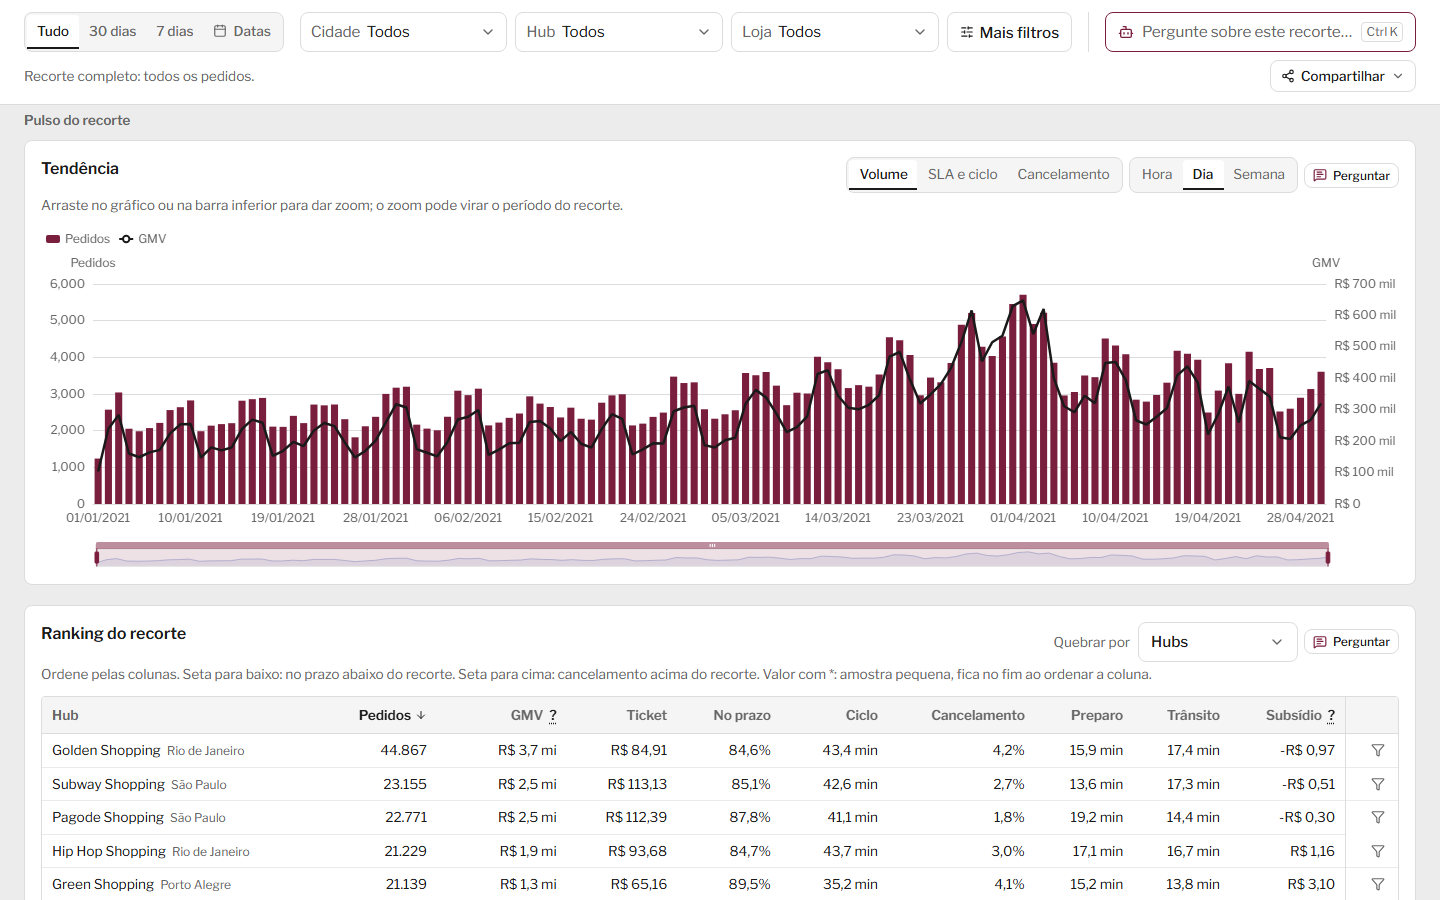 Tudo 30 dias 7 dias Datas Cidade Todos Hub Todos Loja Todos Mais filtros Pergunte sobre este recorte... Ctrl K
Recorte completo: todos os pedidos. Compartilhar
Pulso do recorte
Tendência Volume SLA e ciclo Cancelamento Hora Dia Semana Perguntar
Arraste no gráfico ou na barra inferior para dar zoom; o zoom pode virar o período do recorte.
Pedidos GMV
Pedidos GMV
6,000 R$ 700 mil
5,000 R$ 600 mil
4,000 R$ 500 mil
3,000 R$ 400 mil
2,000 R$ 300 mil
1,000 R$ 200 mil
0 R$ 100 mil
R$ 0
01/01/2021 10/01/2021 19/01/2021 28/01/2021 06/02/2021 15/02/2021 24/02/2021 05/03/2021 14/03/2021 23/03/2021 01/04/2021 10/04/2021 19/04/2021 28/04/2021
Ranking do recorte Quebrar por Hubs Perguntar
Ordene pelas colunas. Seta para baixo: no prazo abaixo do recorte. Seta para cima: cancelamento acima do recorte. Valor com *: amostra pequena, fica no fim ao ordenar a coluna.
Hub Pedidos ↓ GMV ? Ticket No prazo Ciclo Cancelamento Preparo Trânsito Subsídio ?
Golden Shopping Rio de Janeiro 44.867 R$ 3,7 mi R$ 84,91 84,6% 43,4 min 4,2% 15,9 min 17,4 min -R$ 0,97
Subway Shopping São Paulo 23.155 R$ 2,5 mi R$ 113,13 85,1% 42,6 min 2,7% 13,6 min 17,3 min -R$ 0,51
Pagode Shopping São Paulo 22.771 R$ 2,5 mi R$ 112,39 87,8% 41,1 min 1,8% 19,2 min 14,4 min -R$ 0,30
Hip Hop Shopping Rio de Janeiro 21.229 R$ 1,9 mi R$ 93,68 84,7% 43,7 min 3,0% 17,1 min 16,7 min R$ 1,16
Green Shopping Porto Alegre 21.139 R$ 1,3 mi R$ 65,16 89,5% 35,2 min 4,1% 15,2 min 13,8 min R$ 3,10